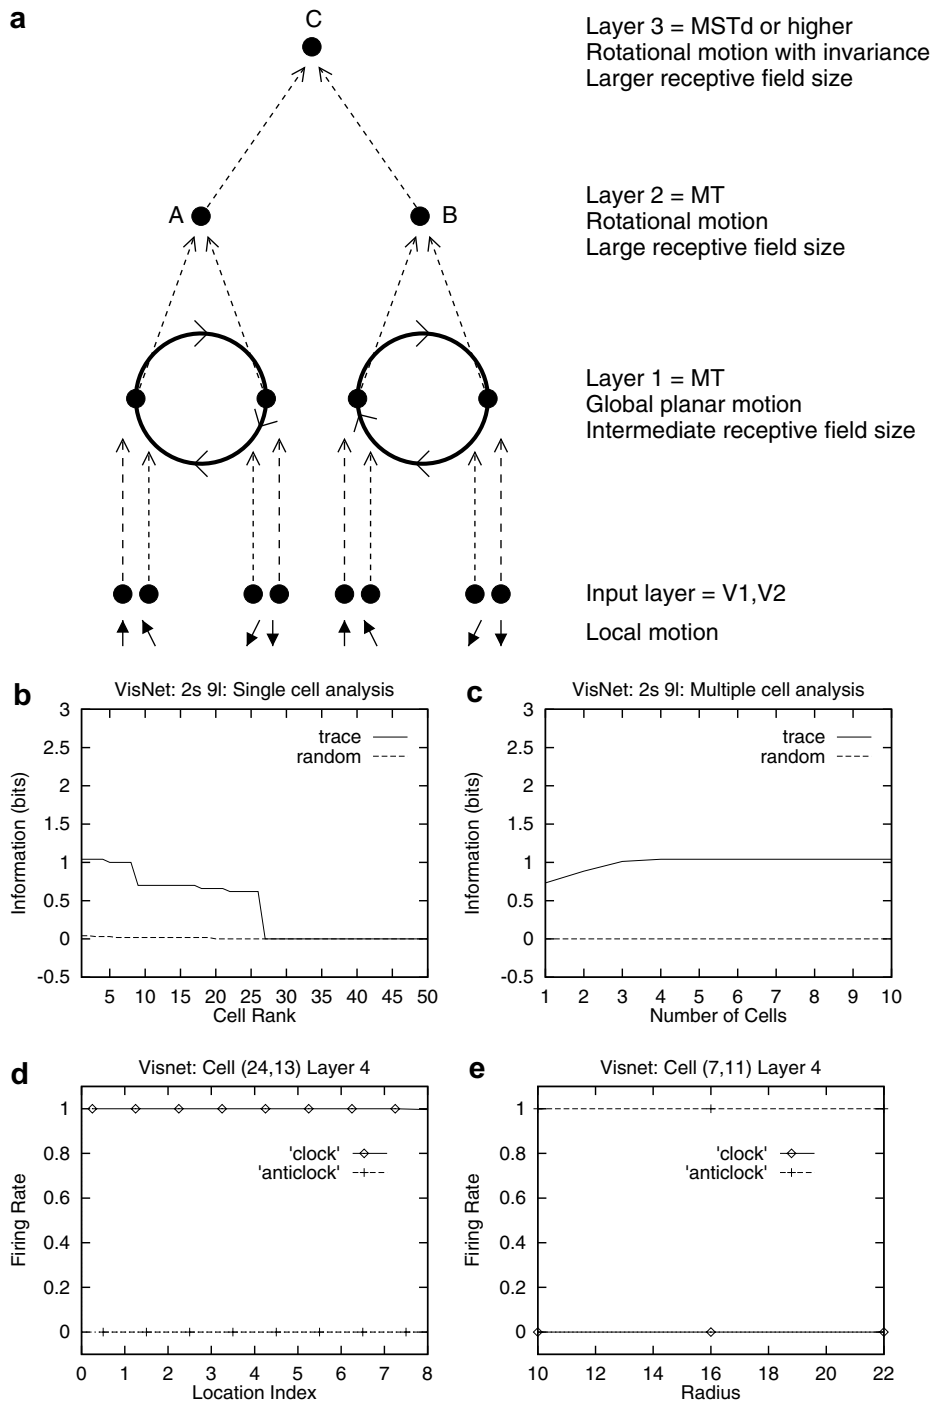 a
C
Layer 3 = MSTd or higher
Rotational motion with invariance
Larger receptive field size
A
B
Layer 2 = MT
Rotational motion
Large receptive field size
Layer 1 = MT
Global planar motion
Intermediate receptive field size
Input layer = V1,V2
Local motion
b
VisNet: 2s 9l: Single cell analysis
3
2.5
2
1.5
1
0.5
0
-0.5
Information (bits)
trace
random
5 10 15 20 25 30 35 40 45 50
Cell Rank
c
VisNet: 2s 9l: Multiple cell analysis
3
2.5
2
1.5
1
0.5
0
-0.5
Information (bits)
trace
random
1 2 3 4 5 6 7 8 9 10
Number of Cells
d
Visnet: Cell (24,13) Layer 4
1
0.8
0.6
0.4
0.2
0
Firing Rate
'clock'
'anticlock'
0 1 2 3 4 5 6 7 8
Location Index
e
Visnet: Cell (7,11) Layer 4
1
0.8
0.6
0.4
0.2
0
Firing Rate
'clock'
'anticlock'
10 12 14 16 18 20 22
Radius